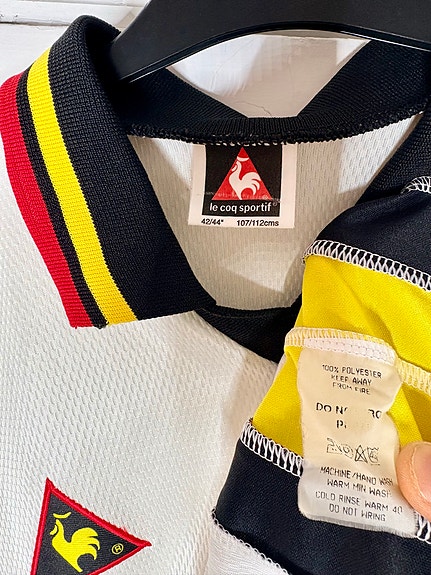 le coq sportif®
42/44" 107/112cms
®
100% POLYESTER
KEEP AWAY
FROM FIRE
DO
MACHINE/HAND WASH
WARM MIN WASH
COLD RINSE WARM 40
DO NOT WRING